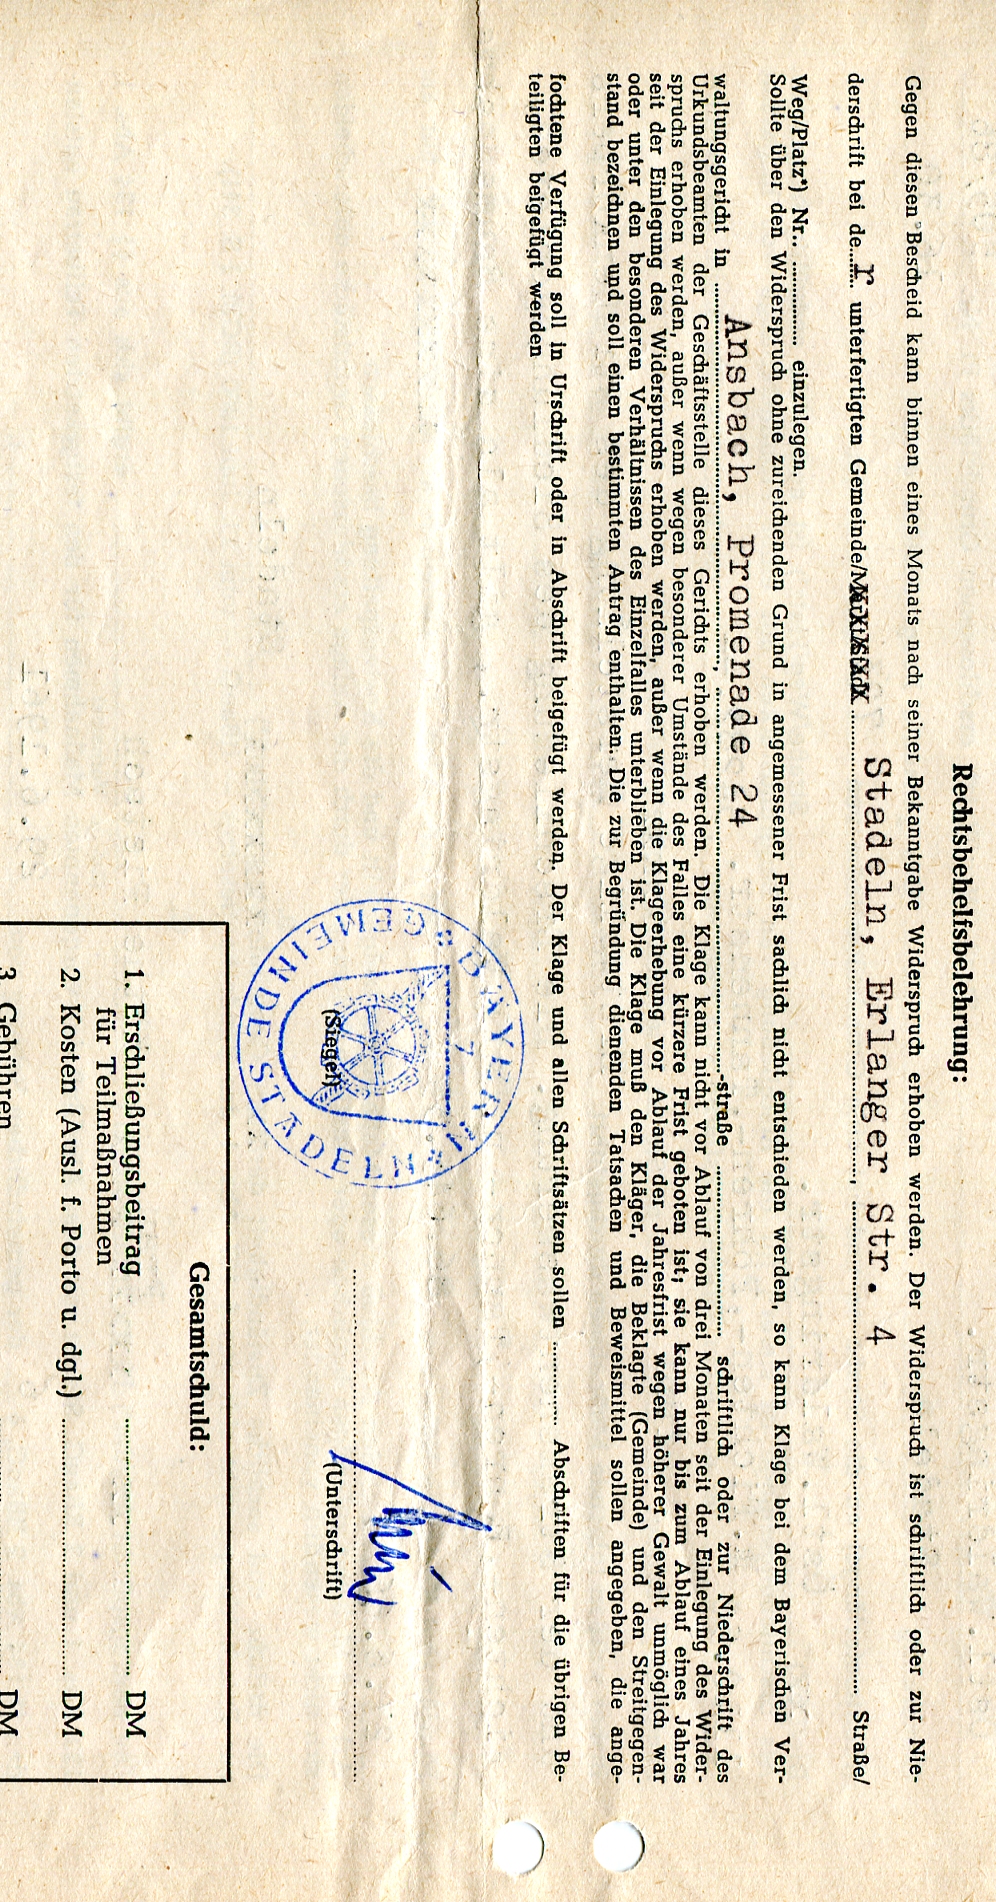 Rechtsbehelfsbelehrung:
Gegen diesen Bescheid kann binnen eines Monats nach seiner Bekanntgabe Widerspruch erhoben werden. Der Widerspruch ist schriftlich oder zur Nie-
derschrift bei de r unterfertigten Gemeinde/ Stadeln, Erlanger Str. 4 Straße/
Weg/Platz*) Nr.. einzulegen.
Sollte über den Widerspruch ohne zureichenden Grund in angemessener Frist sachlich nicht entschieden werden, so kann Klage bei dem Bayerischen Ver-
Ansbach, Promenade 24
waltungsgericht in , -straße schriftlich oder zur Niederschrift des
Urkundsbeamten der Geschäftsstelle dieses Gerichts erhoben werden. Die Klage kann nicht vor Ablauf von drei Monaten seit der Einlegung des Wider-
spruchs erhoben werden, außer wenn wegen besonderer Umstände des Falles eine kürzere Frist geboten ist; sie kann nur bis zum Ablauf eines Jahres
seit der Einlegung des Widerspruchs erhoben werden, außer wenn die Klageerhebung vor Ablauf der Jahresfrist wegen höherer Gewalt unmöglich war
oder unter den besonderen Verhältnissen des Einzelfalles unterblieben ist. Die Klage muß den Kläger, die Beklagte (Gemeinde) und den Streitgegen-
stand bezeichnen und soll einen bestimmten Antrag enthalten. Die zur Begründung dienenden Tatsachen und Beweismittel sollen angegeben, die ange-
fochtene Verfügung soll in Urschrift oder in Abschrift beigefügt werden. Der Klage und allen Schriftsätzen sollen Abschriften für die übrigen Be-
teiligten beigefügt werden
BAYERN
7
GEMEINDE STADELN
(Siegel)
(Unterschrift)
Gesamtschuld:
1. Erschließungsbeitrag
für Teilmaßnahmen DM
2. Kosten (Ausl. f. Porto u. dgl.) DM
3 Gebühren DM